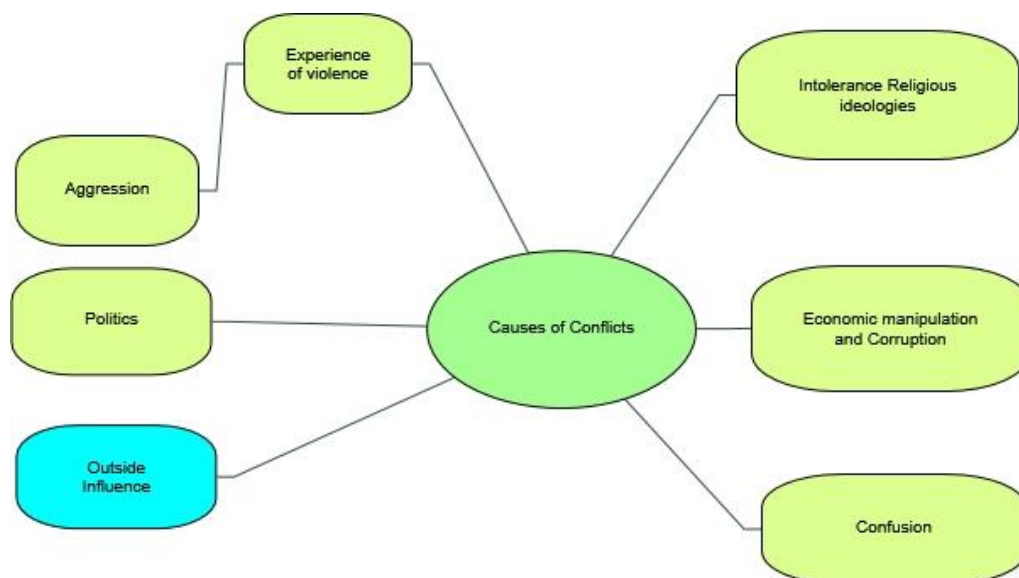 Experience
of violence
Intolerance Religious
ideologies
Aggression
Politics
Causes of Conflicts
Economic manipulation
and Corruption
Outside
Influence
Confusion